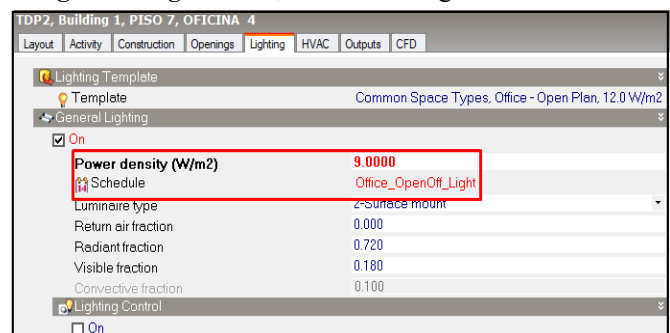 TDP2, Building 1, PISO 7, OFICINA 4
Layout Activity Construction Openings Lighting HVAC Outputs CFD
Lighting Template
Template Common Space Types, Office - Open Plan, 12.0 W/m2
General Lighting
On
Power density (W/m2) 9.0000
Schedule Office_OpenOff_Light
Luminaire type 2-Surface mount
Return air fraction 0.000
Radiant fraction 0.720
Visible fraction 0.180
Convective fraction 0.100
Lighting Control
On